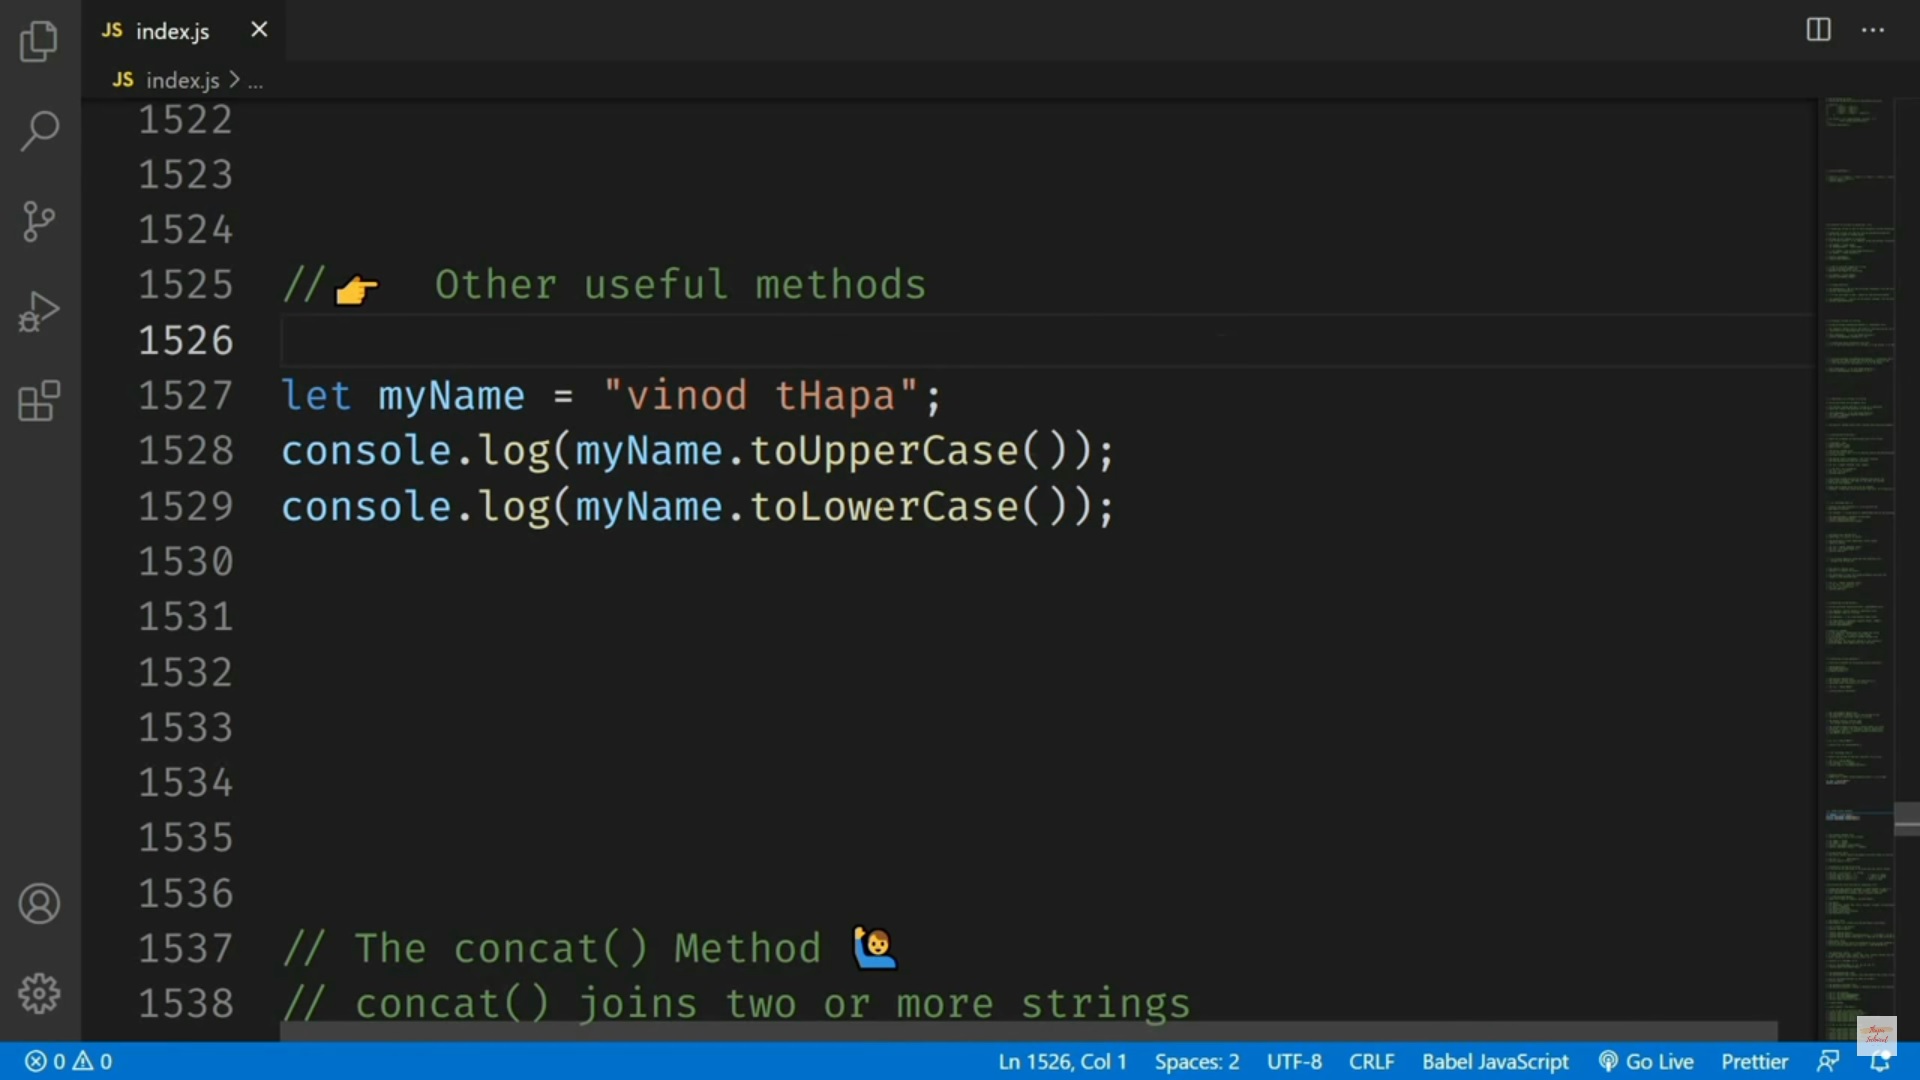 JS index.js
JS index.js > ...
1522
1523
1524
1525 //👉 Other useful methods
1526
1527 let myName = "vinod tHapa";
1528 console.log(myName.toUpperCase());
1529 console.log(myName.toLowerCase());
1530
1531
1532
1533
1534
1535
1536
1537 // The concat() Method 🙋‍♂️
1538 // concat() joins two or more strings
0 0 Ln 1526, Col 1 Spaces: 2 UTF-8 CRLF Babel JavaScript Go Live Prettier